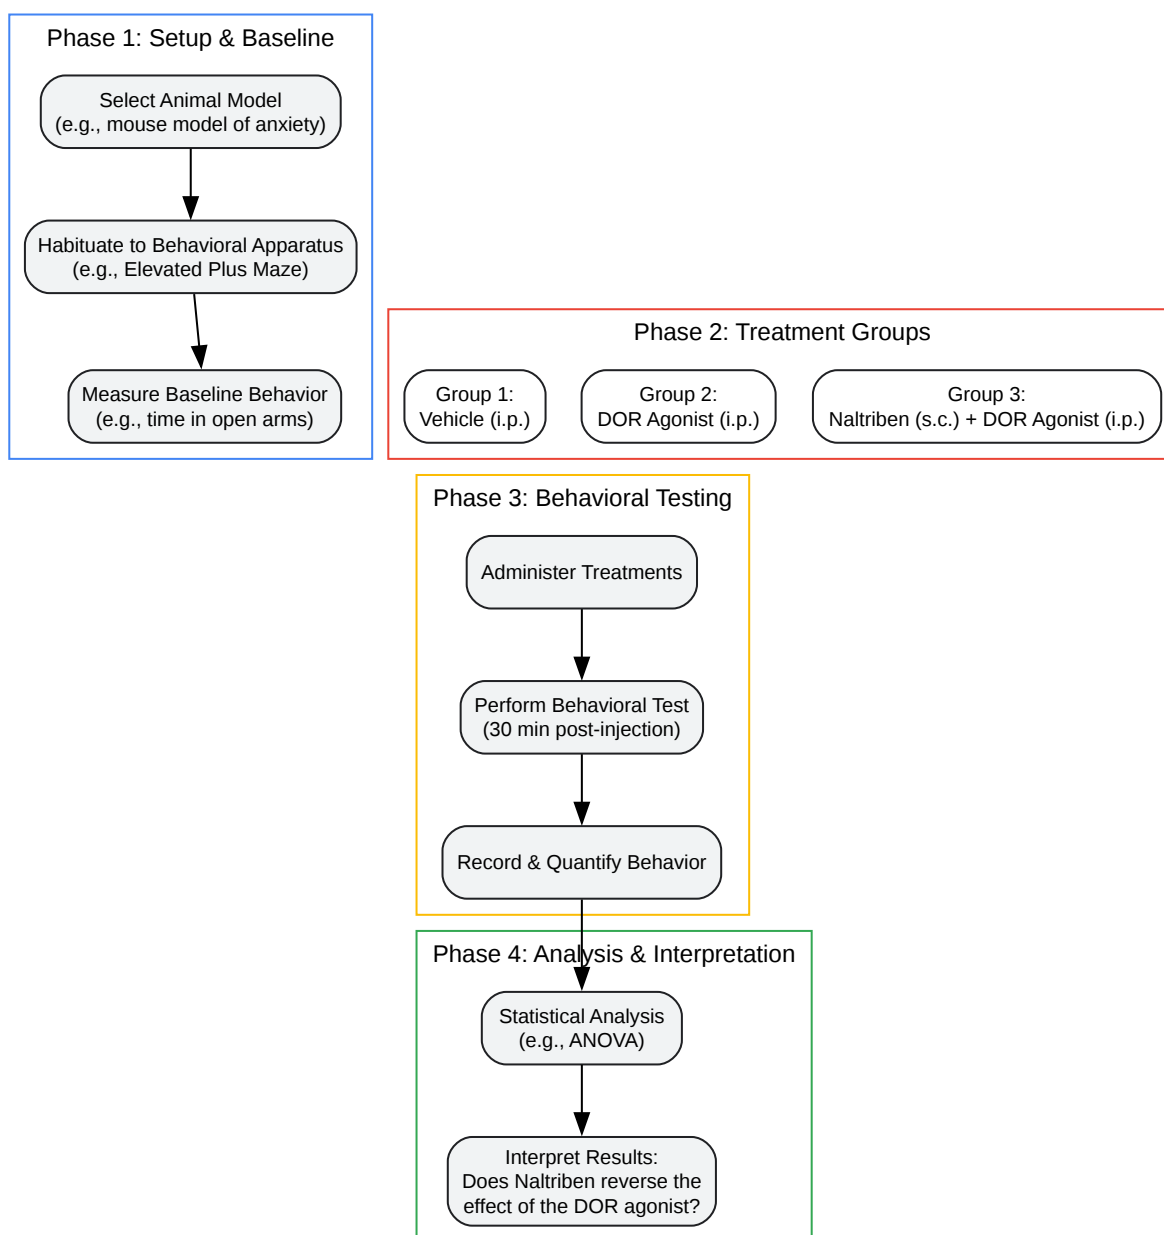 Phase 1: Setup & Baseline
Select Animal Model
(e.g., mouse model of anxiety)
Habituate to Behavioral Apparatus
(e.g., Elevated Plus Maze)
Measure Baseline Behavior
(e.g., time in open arms)
Phase 2: Treatment Groups
Group 1:
Vehicle (i.p.)
Group 2:
DOR Agonist (i.p.)
Group 3:
Naltriben (s.c.) + DOR Agonist (i.p.)
Phase 3: Behavioral Testing
Administer Treatments
Perform Behavioral Test
(30 min post-injection)
Record & Quantify Behavior
Phase 4: Analysis & Interpretation
Statistical Analysis
(e.g., ANOVA)
Interpret Results:
Does Naltriben reverse the
effect of the DOR agonist?